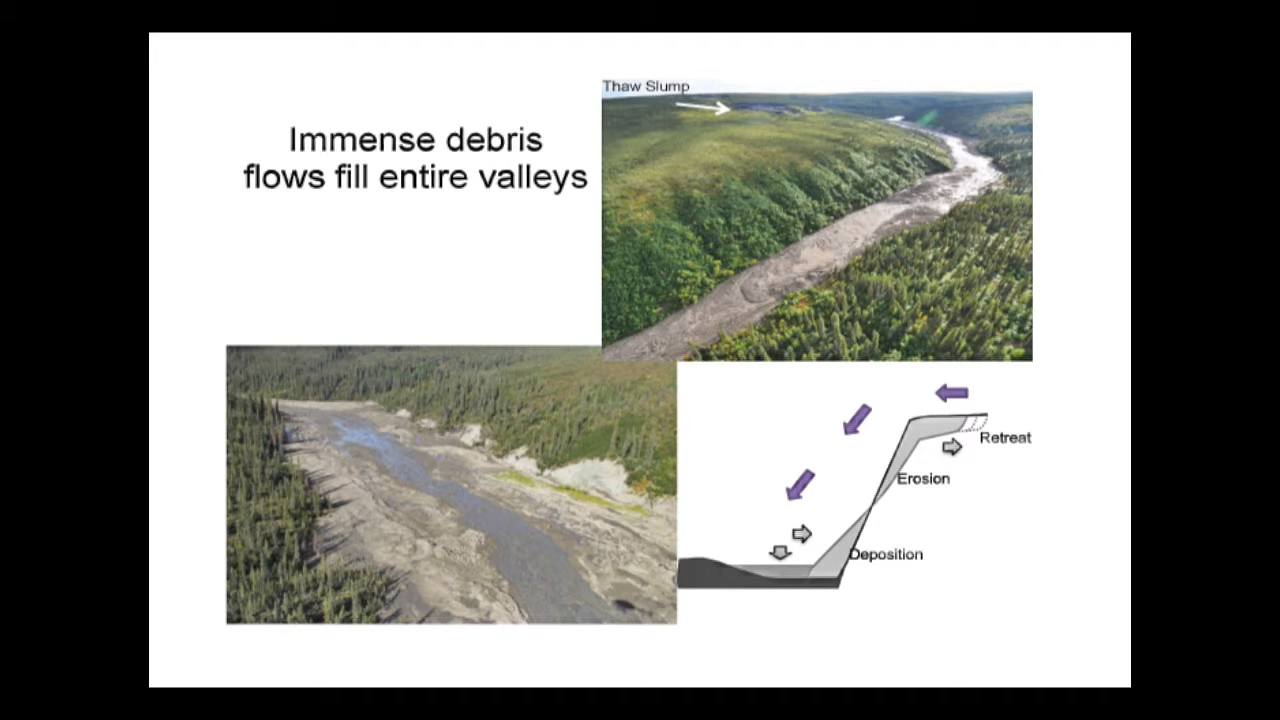 Thaw Slump
Immense debris
flows fill entire valleys
Retreat
Erosion
Deposition